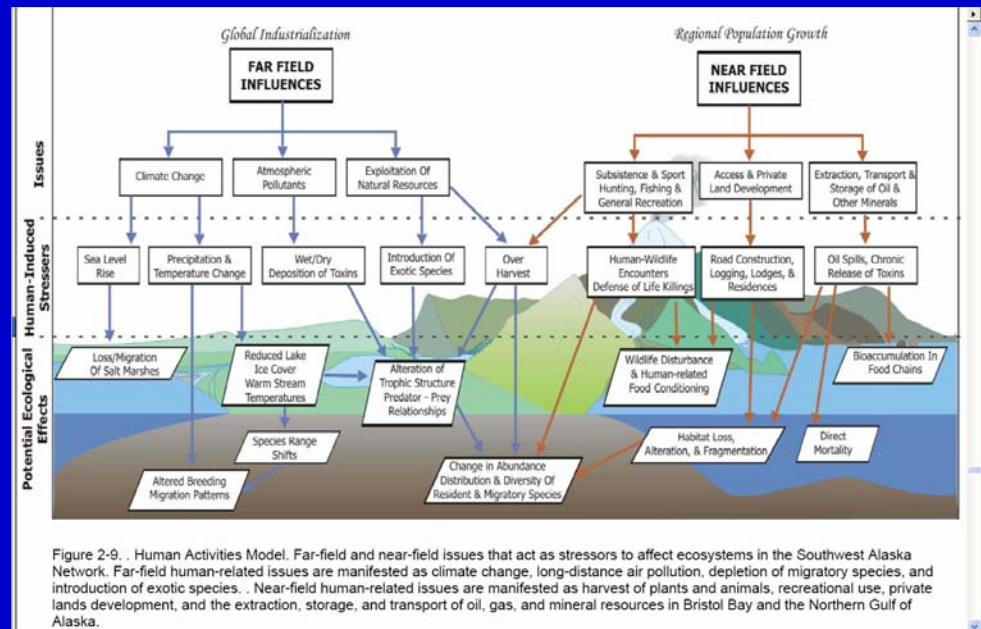 Global Industrialization
Regional Population Growth
FAR FIELD
INFLUENCES
NEAR FIELD
INFLUENCES
Issues
Climate Change
Atmospheric
Pollutants
Exploitation Of
Natural Resources
Subsistence & Sport
Hunting, Fishing &
General Recreation
Access & Private
Land Development
Extraction, Transport &
Storage of Oil &
Other Minerals
Human-Induced
Stressers
Sea Level
Rise
Precipitation &
Temperature Change
Wet/Dry
Deposition of Toxins
Introduction Of
Exotic Species
Over
Harvest
Human-Wildlife
Encounters
Defense of Life Killings
Road Construction,
Logging, Lodges, &
Residences
Oil Spills, Chronic
Release of Toxins
Potential Ecological
Effects
Loss/Migration
Of Salt Marshes
Reduced Lake
Ice Cover
Warm Stream
Temperatures
Alteration of
Trophic Structure
Predator - Prey
Relationships
Wildlife Disturbance
& Human-related
Food Conditioning
Bioaccumulation In
Food Chains
Species Range
Shifts
Altered Breeding
Migration Patterns
Change in Abundance
Distribution & Diversity Of
Resident & Migratory Species
Habitat Loss,
Alteration, & Fragmentation
Direct
Mortality
Figure 2-9. . Human Activities Model. Far-field and near-field issues that act as stressors to affect ecosystems in the Southwest Alaska
Network. Far-field human-related issues are manifested as climate change, long-distance air pollution, depletion of migratory species, and
introduction of exotic species. . Near-field human-related issues are manifested as harvest of plants and animals, recreational use, private
lands development, and the extraction, storage, and transport of oil, gas, and mineral resources in Bristol Bay and the Northern Gulf of
Alaska.